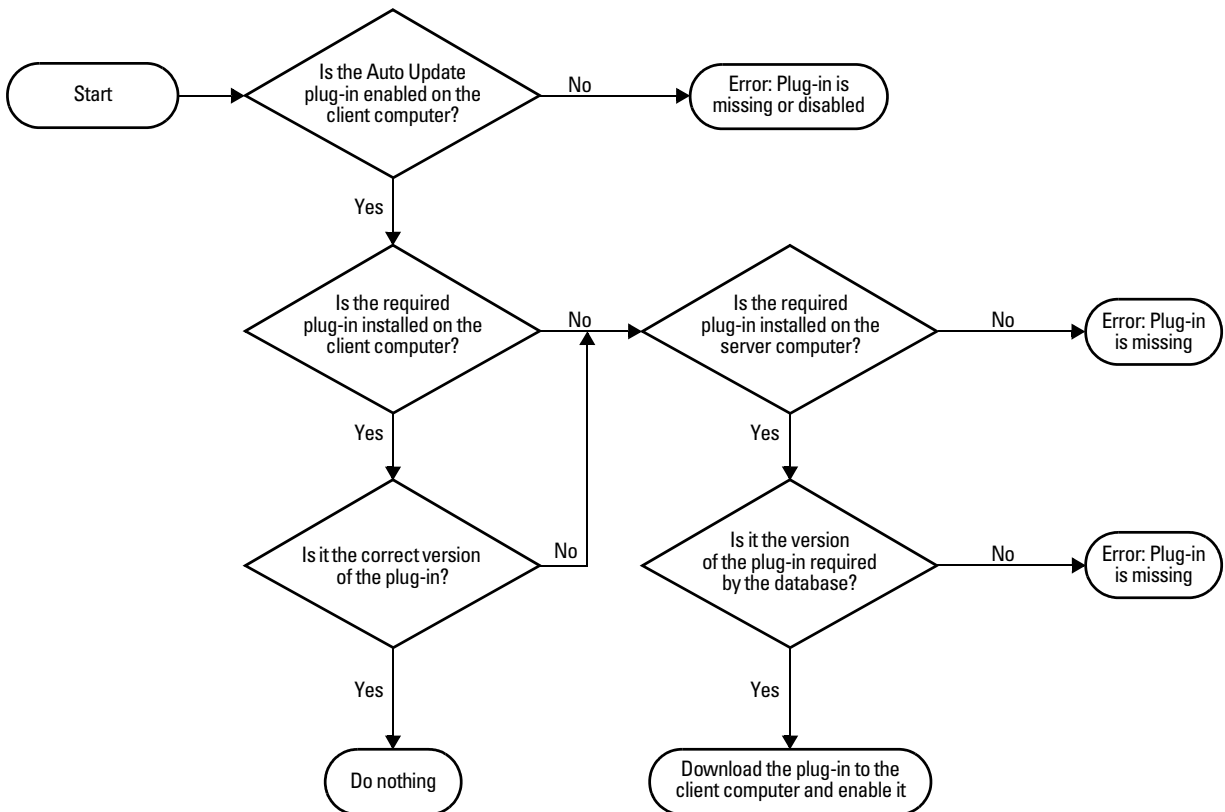 Start
Is the Auto Update
plug-in enabled on the
client computer?
No
Error: Plug-in is
missing or disabled
Yes
Is the required
plug-in installed on the
client computer?
No
Is the required
plug-in installed on the
server computer?
No
Error: Plug-in
is missing
Yes
Yes
Is it the correct version
of the plug-in?
No
Is it the version
of the plug-in required
by the database?
No
Error: Plug-in
is missing
Yes
Yes
Do nothing
Download the plug-in to the
client computer and enable it